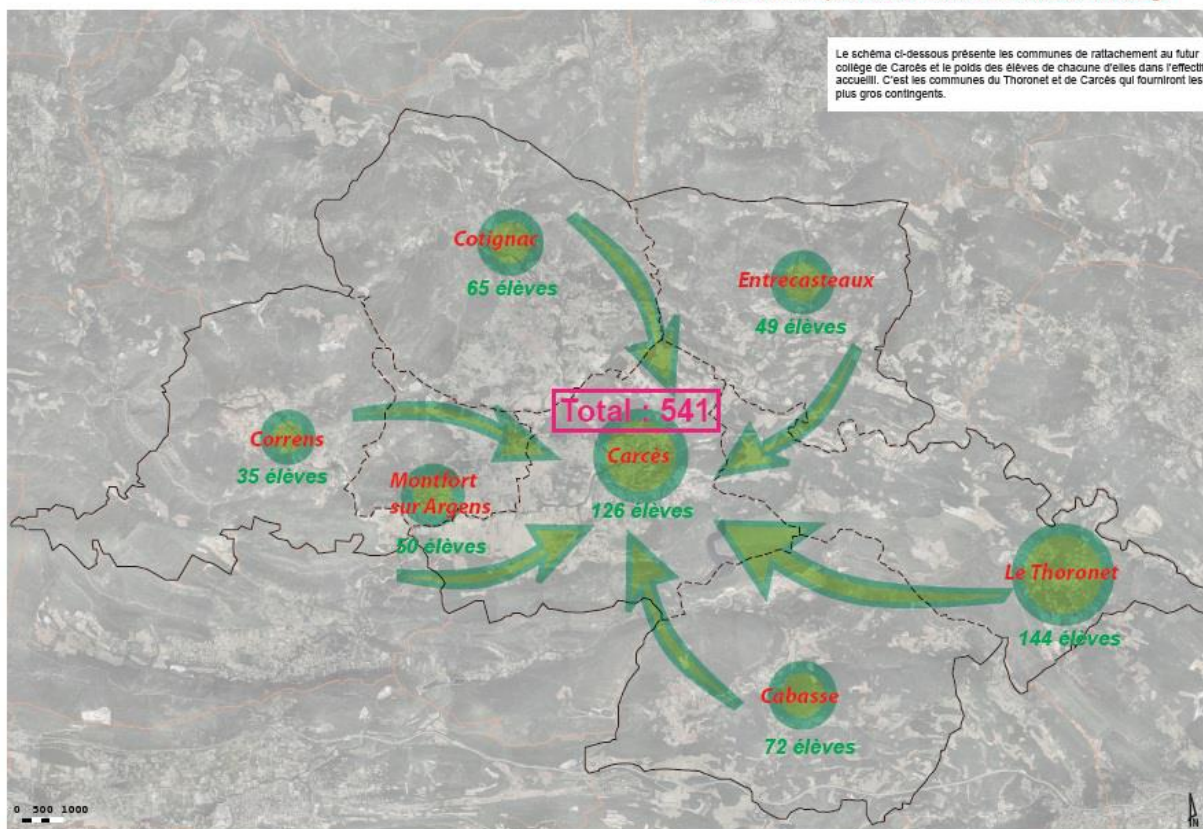 Le schéma ci-dessous présente les communes de rattachement au futur
collège de Carcès et le poids des élèves de chacune d'elles dans l'effectif
accueilli. C'est les communes du Thoronet et de Carcès qui fourniront les
plus gros contingents.
Cotignac
65 élèves
Entrecasteaux
49 élèves
Total : 541
Correns
35 élèves
Carcès
126 élèves
Montfort
sur Argens
50 élèves
Le Thoronet
144 élèves
Cabasse
72 élèves
0 500 1000
N